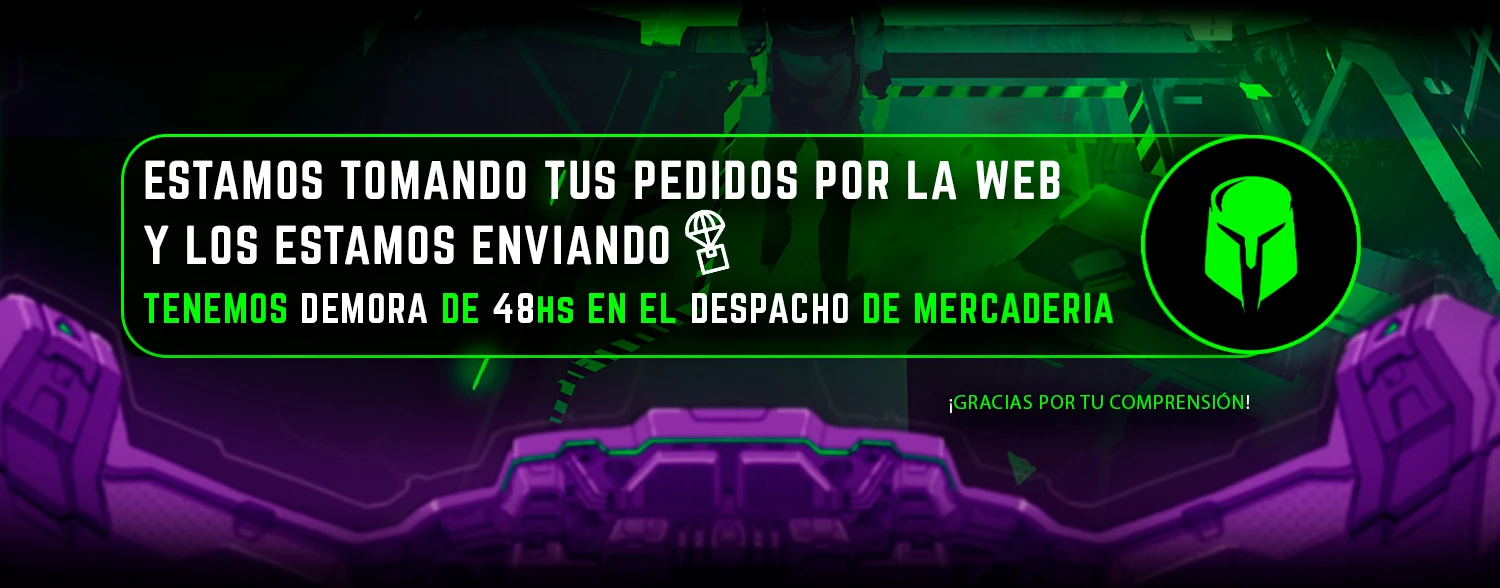 ESTAMOS TOMANDO TUS PEDIDOS POR LA WEB
Y LOS ESTAMOS ENVIANDO
TENEMOS DEMORA DE 48HS EN EL DESPACHO DE MERCADERIA
¡GRACIAS POR TU COMPRENSIÓN!